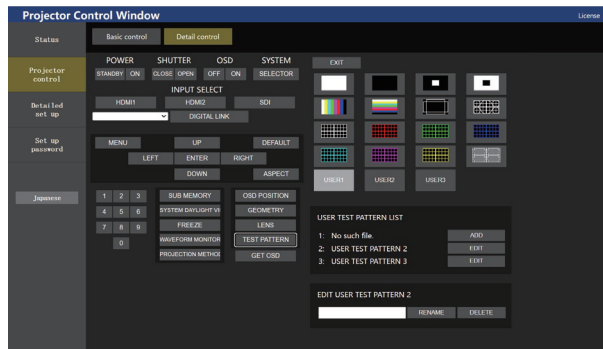 Projector Control Window
License
Status
Projector
control
Detailed
set up
Set up
password
Japanese
Basic control
Detail control
POWER SHUTTER OSD SYSTEM
STANDBY ON CLOSE OPEN OFF ON SELECTOR
INPUT SELECT
HDMI1 HDMI2 SDI
DIGITAL LINK
MENU UP DEFAULT
LEFT ENTER RIGHT
DOWN ASPECT
1 2 3
4 5 6
7 8 9
0
SUB MEMORY
SYSTEM DAYLIGHT VI
FREEZE
WAVEFORM MONITOR
PROJECTION METHOD
OSD POSITION
GEOMETRY
LENS
TEST PATTERN
GET OSD
EXIT
USER1 USER2 USER3
USER TEST PATTERN LIST
1: No such file. ADD
2: USER TEST PATTERN 2 EDIT
3: USER TEST PATTERN 3 EDIT
EDIT USER TEST PATTERN 2
RENAME DELETE